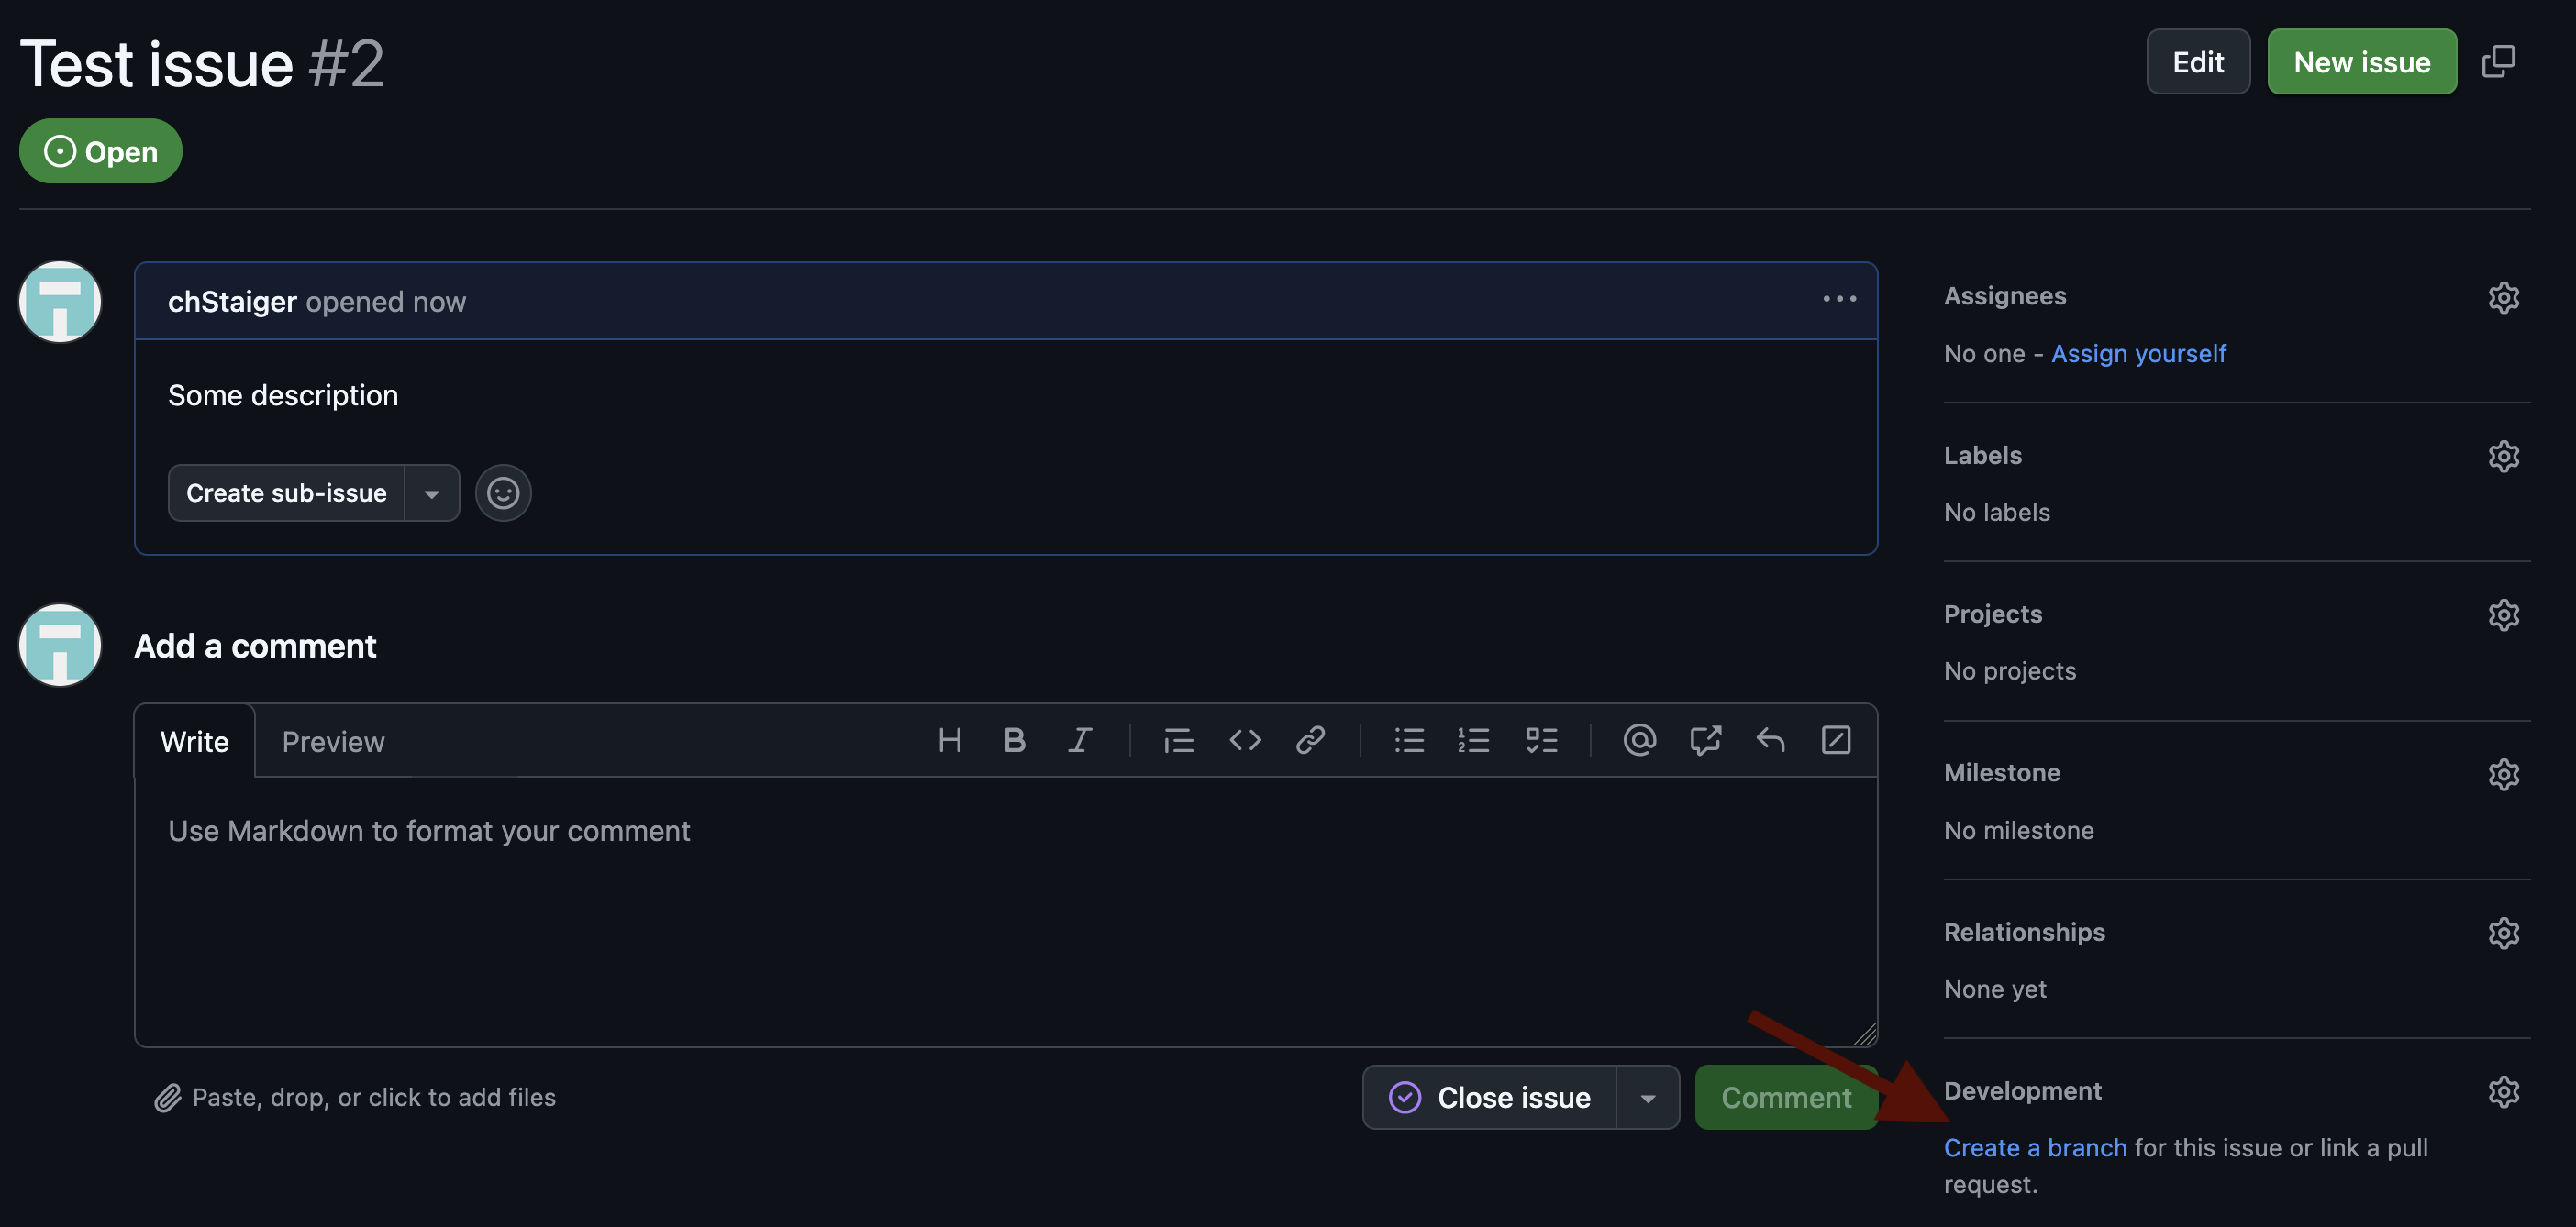 Test issue #2
Edit
New issue
Open
chStaiger opened now
Some description
Create sub-issue
Add a comment
Write
Preview
Use Markdown to format your comment
Paste, drop, or click to add files
Close issue
Comment
Assignees
No one - Assign yourself
Labels
No labels
Projects
No projects
Milestone
No milestone
Relationships
None yet
Development
Create a branch for this issue or link a pull
request.